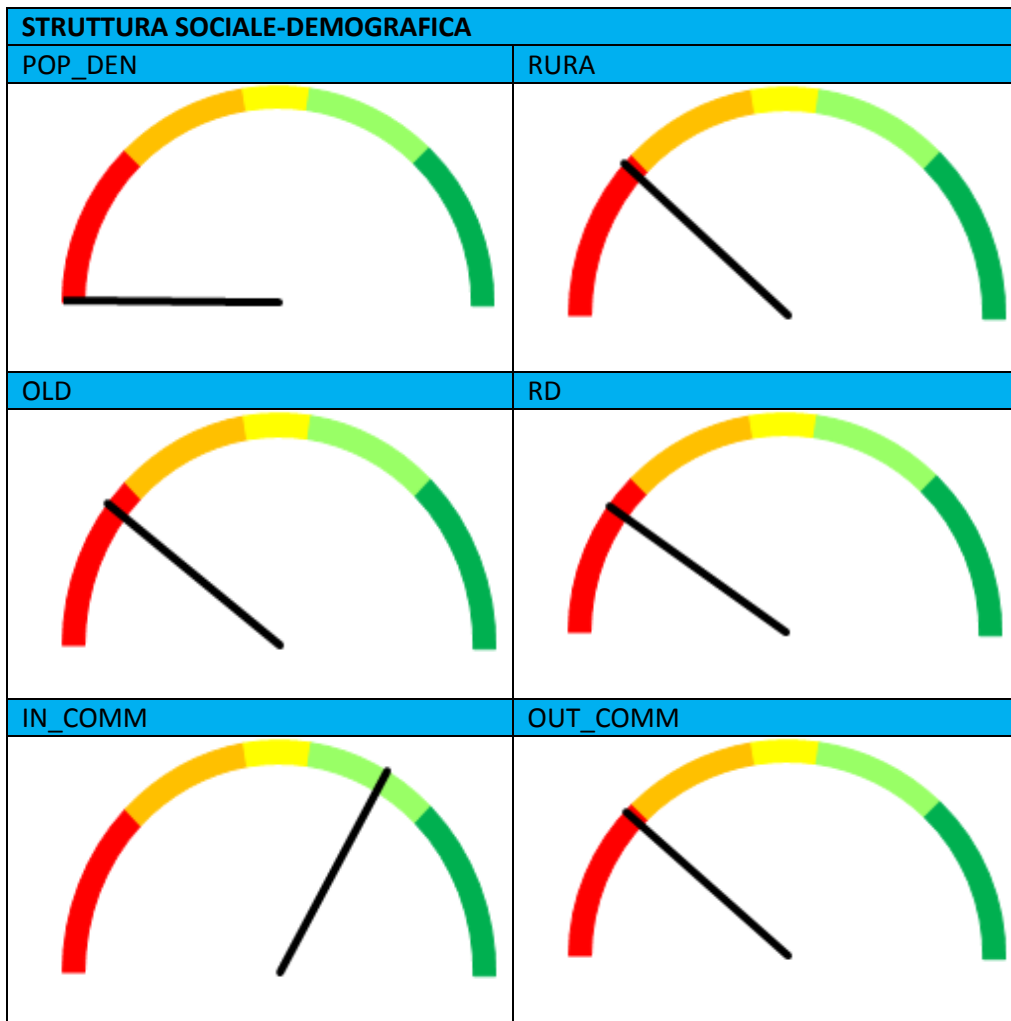 STRUTTURA SOCIALE-DEMOGRAFICA
POP_DEN
RURA
OLD
RD
IN_COMM
OUT_COMM